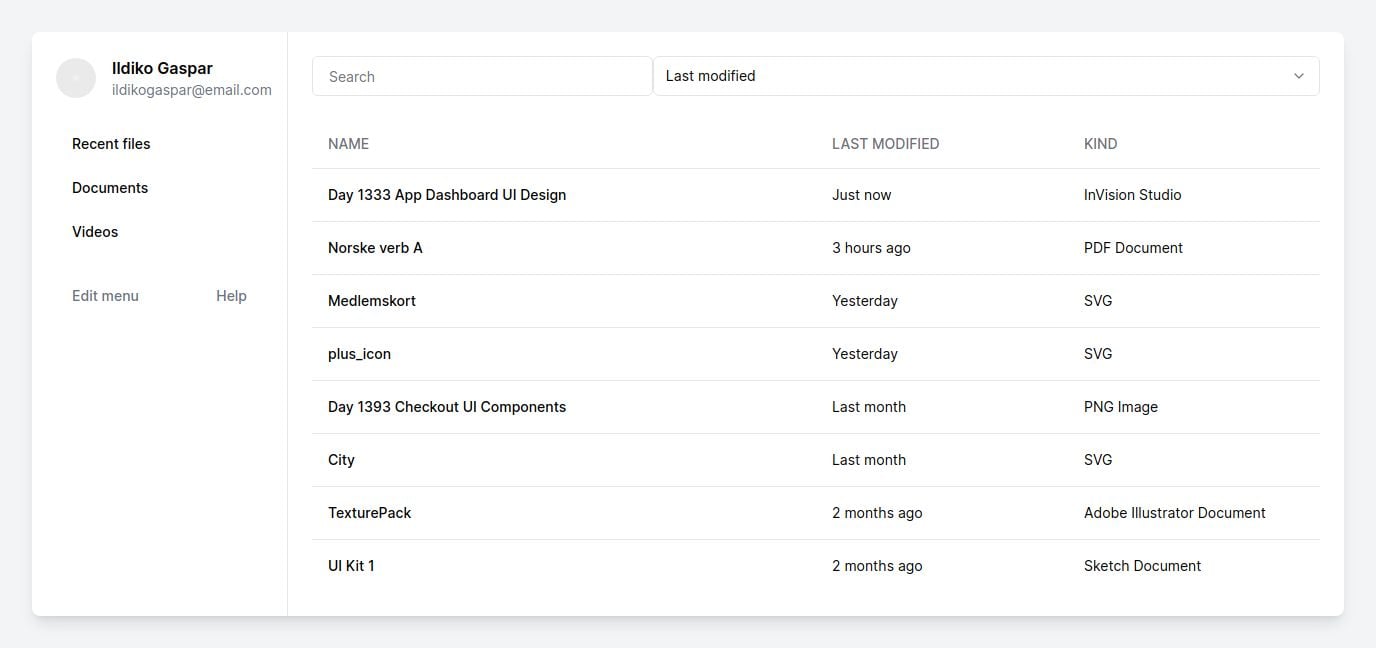 Ildiko Gaspar
ildikogaspar@email.com
Recent files
Documents
Videos
Edit menu Help
Search Last modified
NAME LAST MODIFIED KIND
Day 1333 App Dashboard UI Design Just now InVision Studio
Norske verb A 3 hours ago PDF Document
Medlemskort Yesterday SVG
plus_icon Yesterday SVG
Day 1393 Checkout UI Components Last month PNG Image
City Last month SVG
TexturePack 2 months ago Adobe Illustrator Document
UI Kit 1 2 months ago Sketch Document